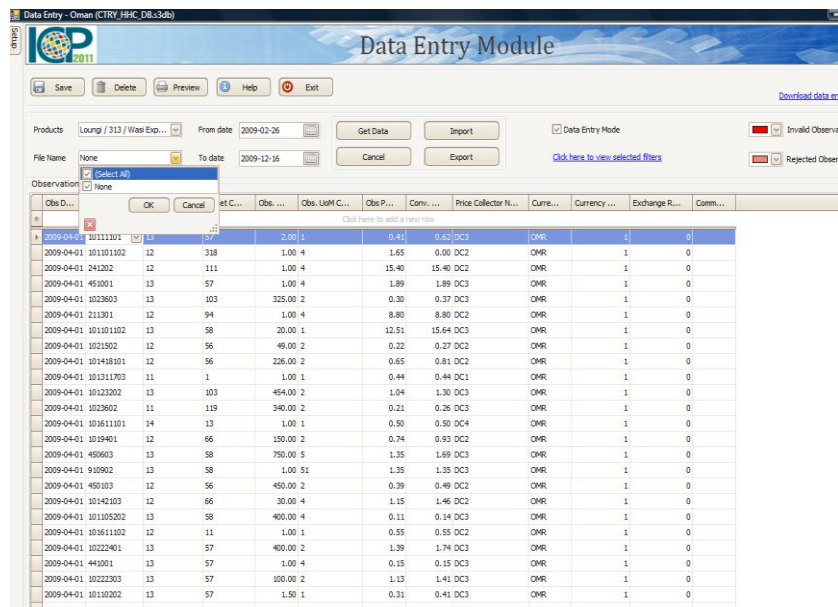 Data Entry - Oman (CTRY_HHC_DB.s3db)
Setup
ICP 2011
Data Entry Module
Save Delete Preview Help Exit
Download data en
Products Loungi / 313 / Wasi Exp... From date 2009-02-26 Get Data Import Data Entry Mode Invalid Observa
File Name None To date 2009-12-16 Cancel Export Click here to view selected filters Rejected Obser
(Select All)
Observation
None
OK Cancel
Obs D... et C... Obs. ... Obs. UoM C... Obs P... Conv. ... Price Collector N... Curre... Currency ... Exchange R... Comm...
Click here to add a new row
2009-04-01 10111101 13 57 2.00 1 0.41 0.62 DC3 OMR 1 0
2009-04-01 101101102 12 318 1.00 4 1.65 0.00 DC2 OMR 1 0
2009-04-01 241202 12 111 1.00 4 15.40 15.40 DC2 OMR 1 0
2009-04-01 451001 13 57 1.00 4 1.89 1.89 DC3 OMR 1 0
2009-04-01 1023603 13 103 325.00 2 0.30 0.37 DC3 OMR 1 0
2009-04-01 211301 12 94 1.00 4 8.80 8.80 DC2 OMR 1 0
2009-04-01 101101102 13 58 20.00 1 12.51 15.64 DC3 OMR 1 0
2009-04-01 1021502 12 56 49.00 2 0.22 0.27 DC2 OMR 1 0
2009-04-01 101418101 12 56 226.00 2 0.65 0.81 DC2 OMR 1 0
2009-04-01 101311703 11 1 1.00 1 0.44 0.44 DC1 OMR 1 0
2009-04-01 10123202 13 103 454.00 2 1.04 1.30 DC3 OMR 1 0
2009-04-01 1023602 11 119 340.00 2 0.21 0.26 DC3 OMR 1 0
2009-04-01 101611101 14 13 1.00 1 0.50 0.50 DC4 OMR 1 0
2009-04-01 1019401 12 66 150.00 2 0.74 0.93 DC2 OMR 1 0
2009-04-01 450603 13 58 750.00 5 1.35 1.69 DC3 OMR 1 0
2009-04-01 910902 13 58 1.00 51 1.35 1.35 DC3 OMR 1 0
2009-04-01 450103 12 56 450.00 2 0.39 0.49 DC2 OMR 1 0
2009-04-01 10142103 12 66 30.00 4 1.15 1.46 DC2 OMR 1 0
2009-04-01 101105202 13 58 400.00 4 0.11 0.14 DC3 OMR 1 0
2009-04-01 101611102 12 11 1.00 1 0.55 0.55 DC2 OMR 1 0
2009-04-01 10222401 13 57 400.00 2 1.39 1.74 DC3 OMR 1 0
2009-04-01 441001 13 57 1.00 4 0.15 0.15 DC3 OMR 1 0
2009-04-01 10222303 13 57 100.00 2 1.13 1.41 DC3 OMR 1 0
2009-04-01 10110202 13 57 1.50 1 0.31 0.41 DC3 OMR 1 0